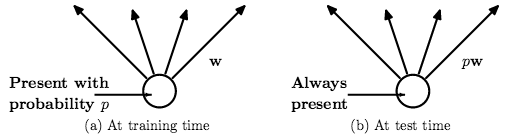 w
Present with
probability p
(a) At training time
pw
Always
present
(b) At test time